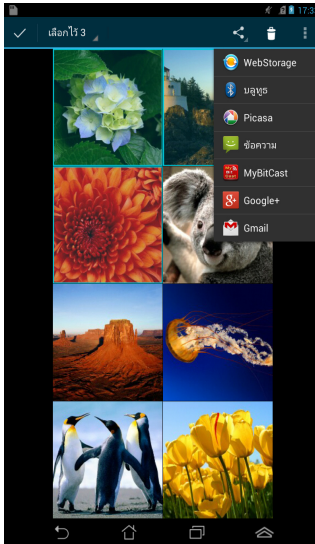 17:3
เลือกไว้ 3
WebStorage
บลูทูธ
Picasa
ข้อความ
MyBitCast
Google+
Gmail